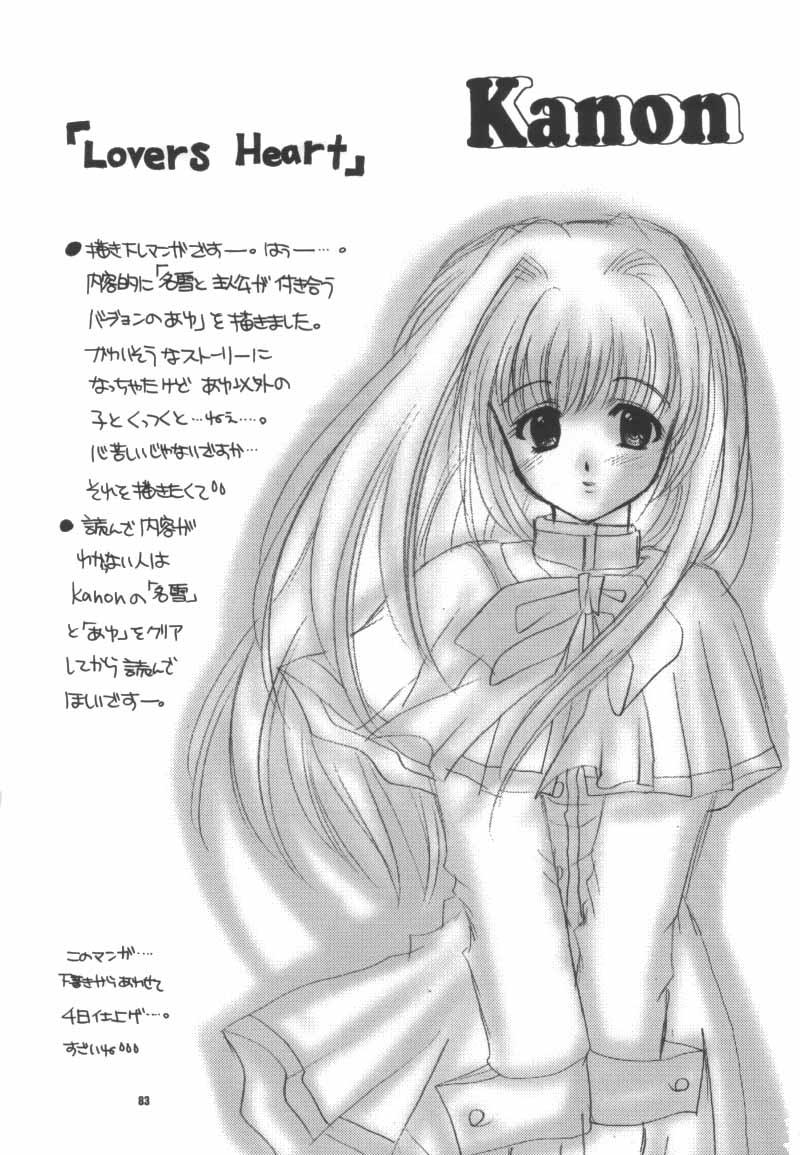 Kanon
「Lovers Heart」
●描き下しマンガですー。はぅー…。
内容的に「名雪と主人公が付き合う
バージョンのあゆ」を描きました。
かわいそうなストーリーに
なっちゃたけど あゆ以外の
子とくっつくと…ねぇ…。
心苦しいじゃないですか…
それを描きたくて。。
●読んで内容が
わかない人は
kanonの「名雪」
と「あゆ」をクリア
してから読んで
ほしいですー。
このマンガ…
下書きからあわせて
4日仕上げ…。
すごいね。。。
83